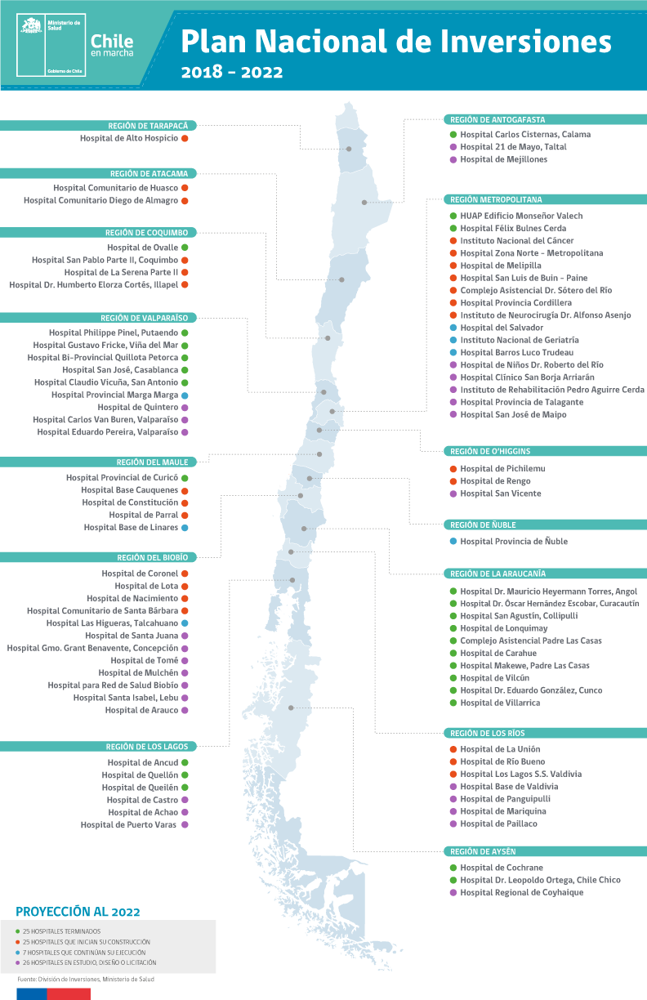 Ministerio de
Salud
Gobierno de Chile
Chile
en marcha
Plan Nacional de Inversiones
2018 - 2022
REGIÓN DE TARAPACÁ
Hospital de Alto Hospicio
REGIÓN DE ATACAMA
Hospital Comunitario de Huasco
Hospital Comunitario Diego de Almagro
REGIÓN DE COQUIMBO
Hospital de Ovalle
Hospital San Pablo Parte II, Coquimbo
Hospital de La Serena Parte II
Hospital Dr. Humberto Elorza Cortés, Illapel
REGIÓN DE VALPARAÍSO
Hospital Philippe Pinel, Putaendo
Hospital Gustavo Fricke, Viña del Mar
Hospital Bi-Provincial Quillota Petorca
Hospital San José, Casablanca
Hospital Claudio Vicuña, San Antonio
Hospital Provincial Marga Marga
Hospital de Quintero
Hospital Carlos Van Buren, Valparaíso
Hospital Eduardo Pereira, Valparaíso
REGIÓN DEL MAULE
Hospital Provincial de Curicó
Hospital Base Cauquenes
Hospital de Constitución
Hospital de Parral
Hospital Base de Linares
REGIÓN DEL BIOBÍO
Hospital de Coronel
Hospital de Lota
Hospital de Nacimiento
Hospital Comunitario de Santa Bárbara
Hospital Las Higueras, Talcahuano
Hospital de Santa Juana
Hospital Gmo. Grant Benavente, Concepción
Hospital de Tomé
Hospital de Mulchén
Hospital para Red de Salud Biobío
Hospital Santa Isabel, Lebu
Hospital de Arauco
REGIÓN DE LOS LAGOS
Hospital de Ancud
Hospital de Quellón
Hospital de Queilén
Hospital de Castro
Hospital de Achao
Hospital de Puerto Varas
REGIÓN DE ANTOGAFASTA
Hospital Carlos Cisternas, Calama
Hospital 21 de Mayo, Taltal
Hospital de Mejillones
REGIÓN METROPOLITANA
HUAP Edificio Monseñor Valech
Hospital Félix Bulnes Cerda
Instituto Nacional del Cáncer
Hospital Zona Norte - Metropolitana
Hospital de Melipilla
Hospital San Luis de Buin - Paine
Complejo Asistencial Dr. Sótero del Río
Hospital Provincia Cordillera
Instituto de Neurocirugía Dr. Alfonso Asenjo
Hospital del Salvador
Instituto Nacional de Geriatría
Hospital Barros Luco Trudeau
Hospital de Niños Dr. Roberto del Río
Hospital Clínico San Borja Arriarán
Instituto de Rehabilitación Pedro Aguirre Cerda
Hospital Provincia de Talagante
Hospital San José de Maipo
REGIÓN DE O'HIGGINS
Hospital de Pichilemu
Hospital de Rengo
Hospital San Vicente
REGIÓN DE ÑUBLE
Hospital Provincia de Ñuble
REGIÓN DE LA ARAUCANÍA
Hospital Dr. Mauricio Heyermann Torres, Angol
Hospital Dr. Óscar Hernández Escobar, Curacautín
Hospital San Agustín, Collipulli
Hospital de Lonquimay
Complejo Asistencial Padre Las Casas
Hospital de Carahue
Hospital Makewe, Padre Las Casas
Hospital de Vilcún
Hospital Dr. Eduardo González, Cunco
Hospital de Villarrica
REGIÓN DE LOS RÍOS
Hospital de La Unión
Hospital de Río Bueno
Hospital Los Lagos S.S. Valdivia
Hospital Base de Valdivia
Hospital de Panguipulli
Hospital de Mariquina
Hospital de Paillaco
REGIÓN DE AYSÉN
Hospital de Cochrane
Hospital Dr. Leopoldo Ortega, Chile Chico
Hospital Regional de Coyhaique
PROYECCIÓN AL 2022
25 HOSPITALES TERMINADOS
25 HOSPITALES QUE INICIAN SU CONSTRUCCIÓN
7 HOSPITALES QUE CONTINÚAN SU EJECUCIÓN
26 HOSPITALES EN ESTUDIO, DISEÑO O LICITACIÓN
Fuente: División de Inversiones, Ministerio de Salud